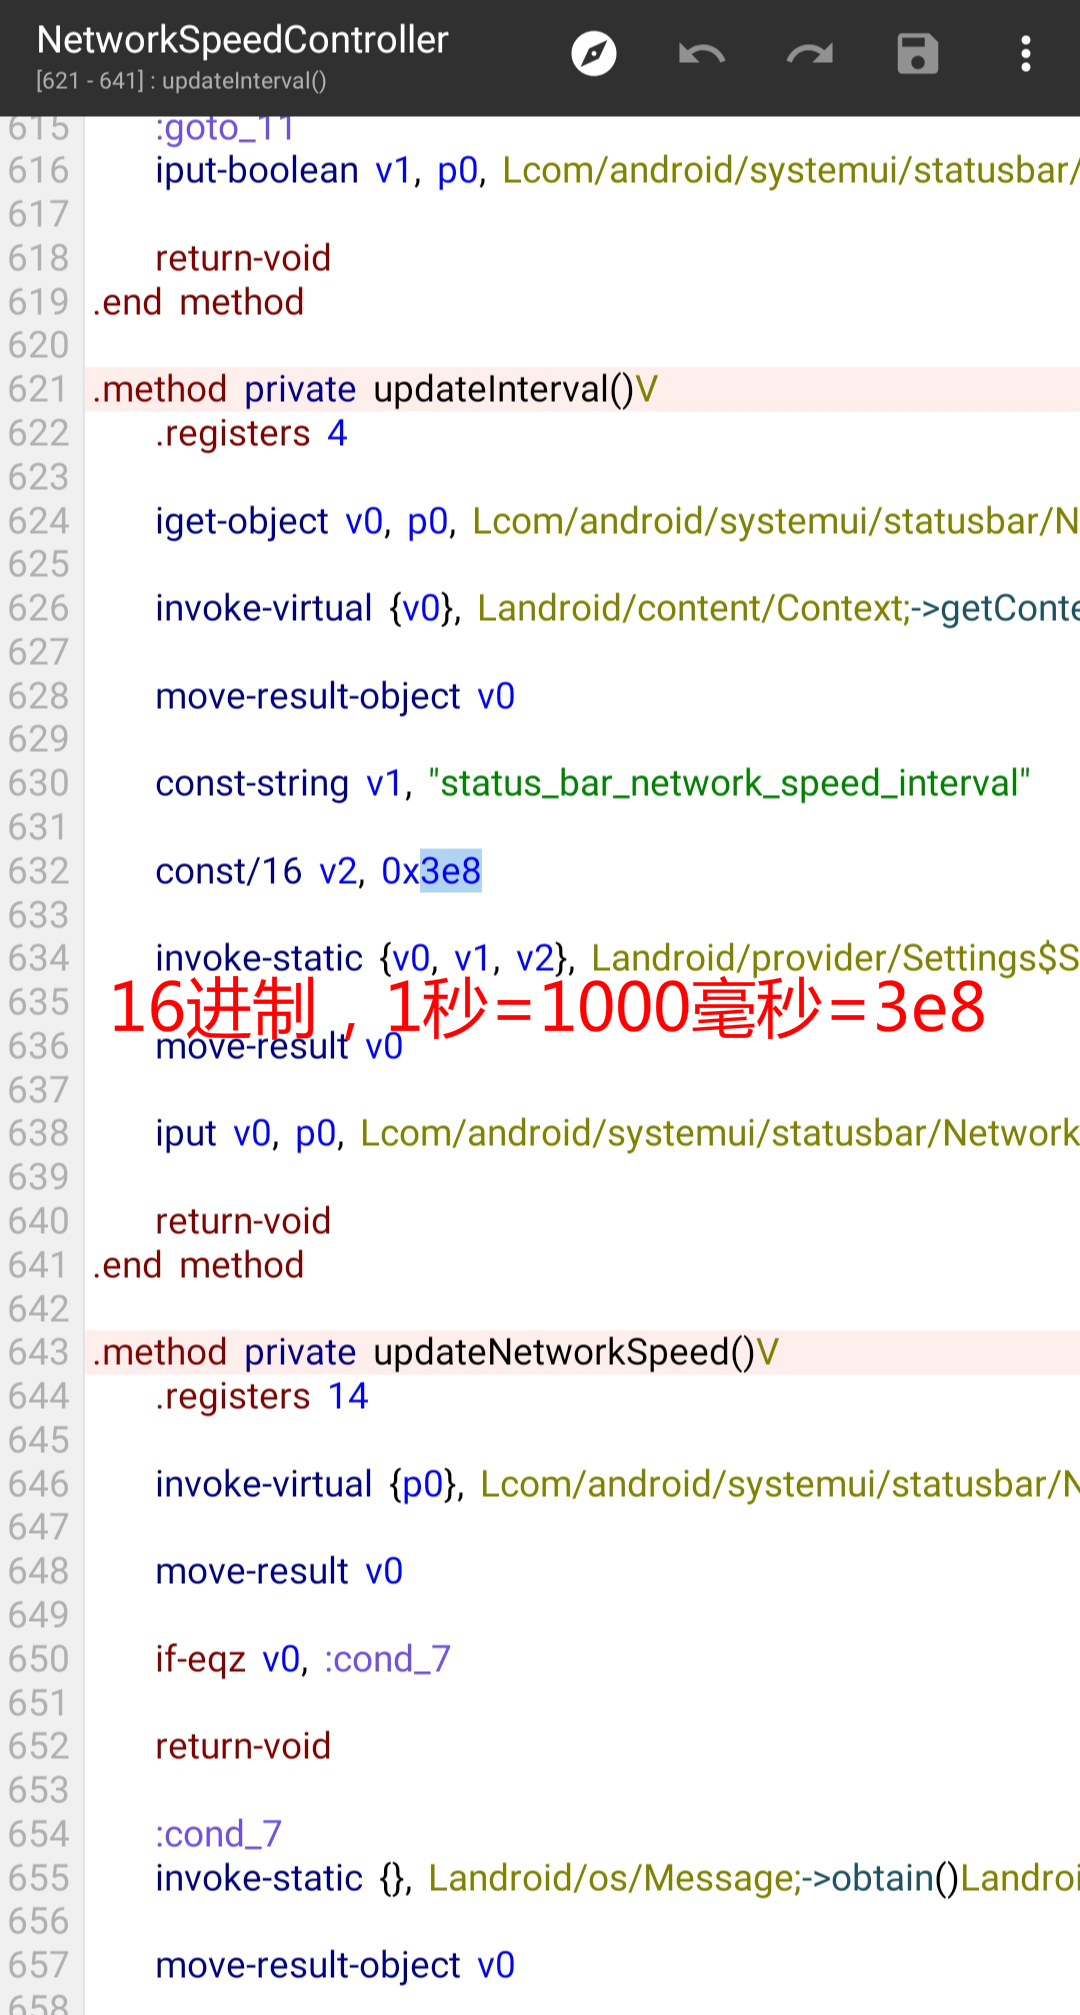 NetworkSpeedController
[621 - 641] : updateInterval()
615 :goto_11
616 iput-boolean v1, p0, Lcom/android/systemui/statusbar/
617
618 return-void
619 .end method
620
621 .method private updateInterval()V
622 .registers 4
623
624 iget-object v0, p0, Lcom/android/systemui/statusbar/N
625
626 invoke-virtual {v0}, Landroid/content/Context;->getConte
627
628 move-result-object v0
629
630 const-string v1, "status_bar_network_speed_interval"
631
632 const/16 v2, 0x3e8
633
634 invoke-static {v0, v1, v2}, Landroid/provider/Settings$S
635
16进制，1秒=1000毫秒=3e8
636 move-result v0
637
638 iput v0, p0, Lcom/android/systemui/statusbar/Network
639
640 return-void
641 .end method
642
643 .method private updateNetworkSpeed()V
644 .registers 14
645
646 invoke-virtual {p0}, Lcom/android/systemui/statusbar/N
647
648 move-result v0
649
650 if-eqz v0, :cond_7
651
652 return-void
653
654 :cond_7
655 invoke-static {}, Landroid/os/Message;->obtain()Landroi
656
657 move-result-object v0
658